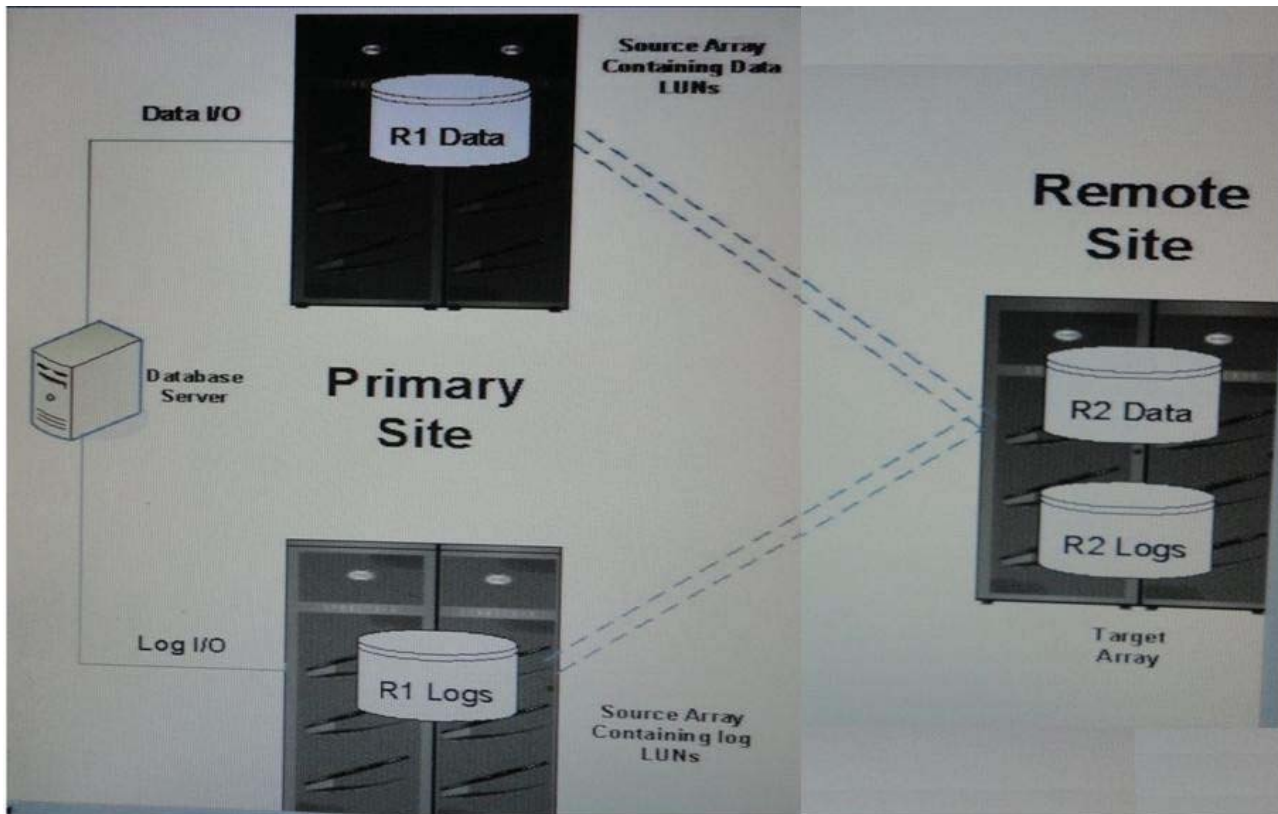 Source Array
Containing Data
LUNs
Data I/O
R1 Data
Remote
Site
Database
Server
Primary
Site
R2 Data
R2 Logs
Log I/O
R1 Logs
Target
Array
Source Array
Containing log
LUNs